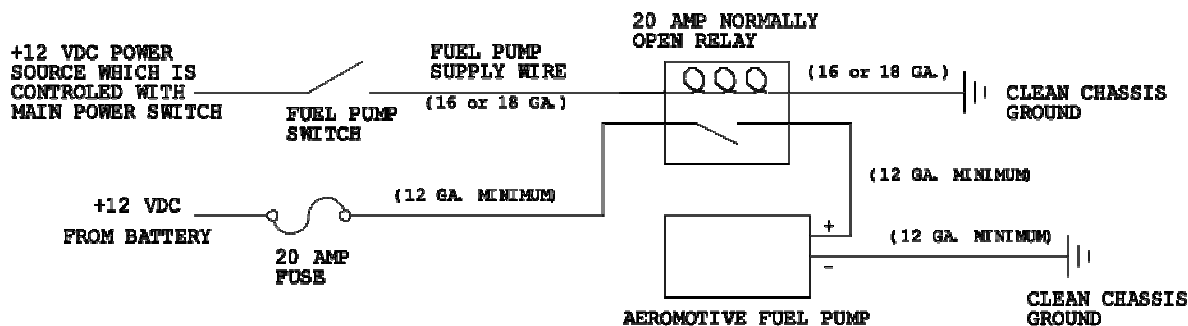 20 AMP NORMALLY
OPEN RELAY
+12 VDC POWER
SOURCE WHICH IS
CONTROLED WITH
MAIN POWER SWITCH
FUEL PUMP
SUPPLY WIRE
(16 or 18 GA.)
FUEL PUMP
SWITCH
(16 or 18 GA.)
CLEAN CHASSIS
GROUND
(12 GA. MINIMUM)
(12 GA. MINIMUM)
+12 VDC
FROM BATTERY
20 AMP
FUSE
+
-
(12 GA. MINIMUM)
AEROMOTIVE FUEL PUMP
CLEAN CHASSIS
GROUND